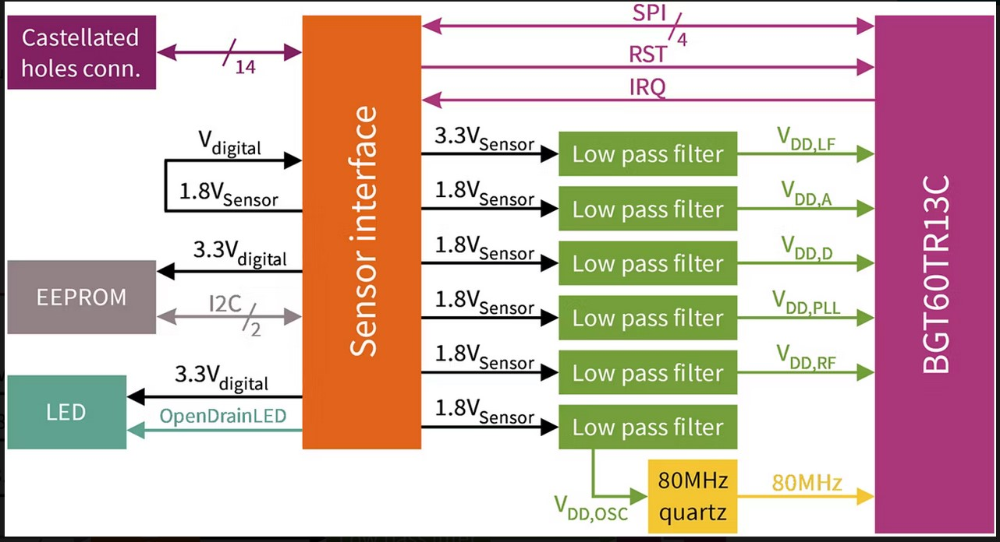 SPI
4
Castellated
holes conn.
14
RST
IRQ
Vdigital
1.8VSensor
3.3Vdigital
EEPROM
I2C
2
3.3Vdigital
LED
OpenDrainLED
Sensor interface
3.3VSensor
Low pass filter
VDD,LF
1.8VSensor
Low pass filter
VDD,A
1.8VSensor
Low pass filter
VDD,D
1.8VSensor
Low pass filter
VDD,PLL
1.8VSensor
Low pass filter
VDD,RF
1.8VSensor
Low pass filter
VDD,OSC
80MHz
quartz
80MHz
BGT60TR13C